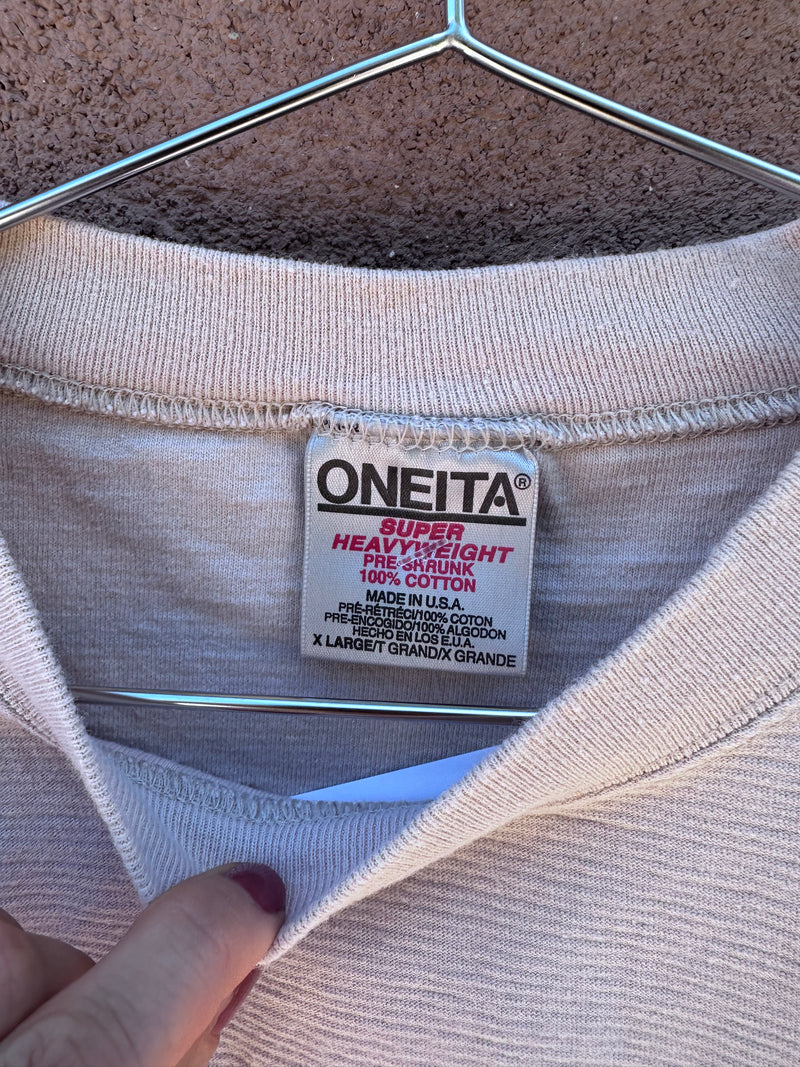 ONEITA®
SUPER
HEAVYWEIGHT
PRE-SHRUNK
100% COTTON
MADE IN U.S.A.
PRÉ-RÉTRÉCI/100% COTON
PRE-ENCOGIDO/100% ALGODON
HECHO EN LOS E.U.A.
X LARGE/T GRAND/X GRANDE